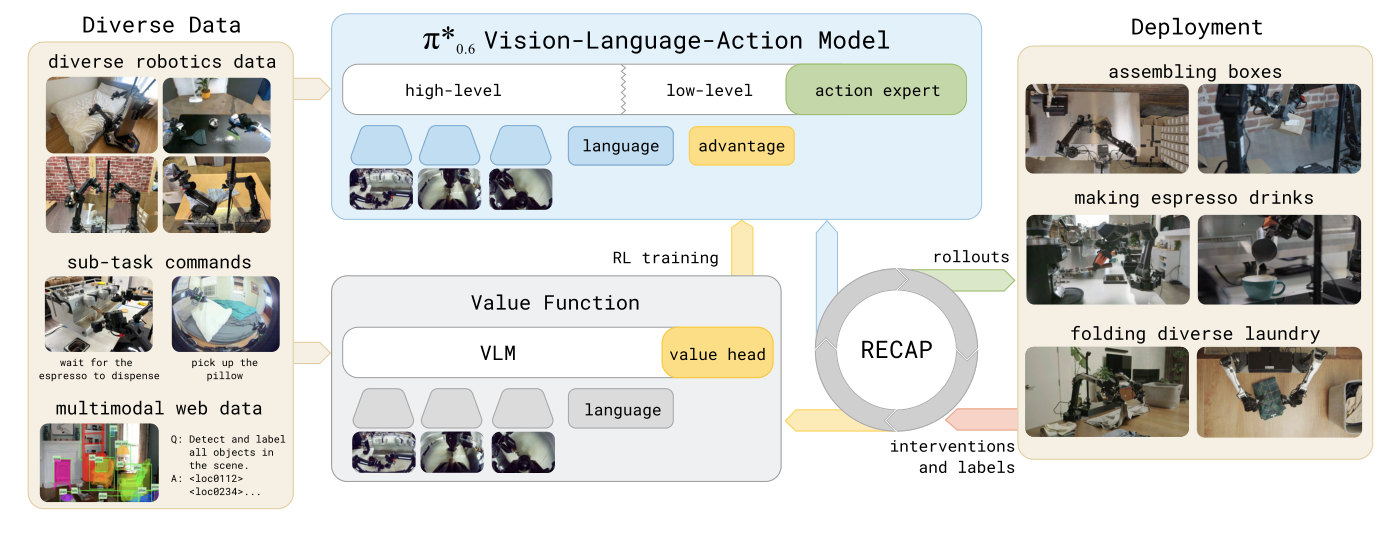 Diverse Data
diverse robotics data
sub-task commands
wait for the
espresso to dispense
pick up the
pillow
multimodal web data
Q: Detect and label
all objects in
the scene.
A: <loc0112>
<loc0234>...
π*0.6 Vision-Language-Action Model
high-level
low-level
action expert
language
advantage
RL training
Value Function
VLM
value head
language
RECAP
rollouts
interventions
and labels
Deployment
assembling boxes
making espresso drinks
folding diverse laundry